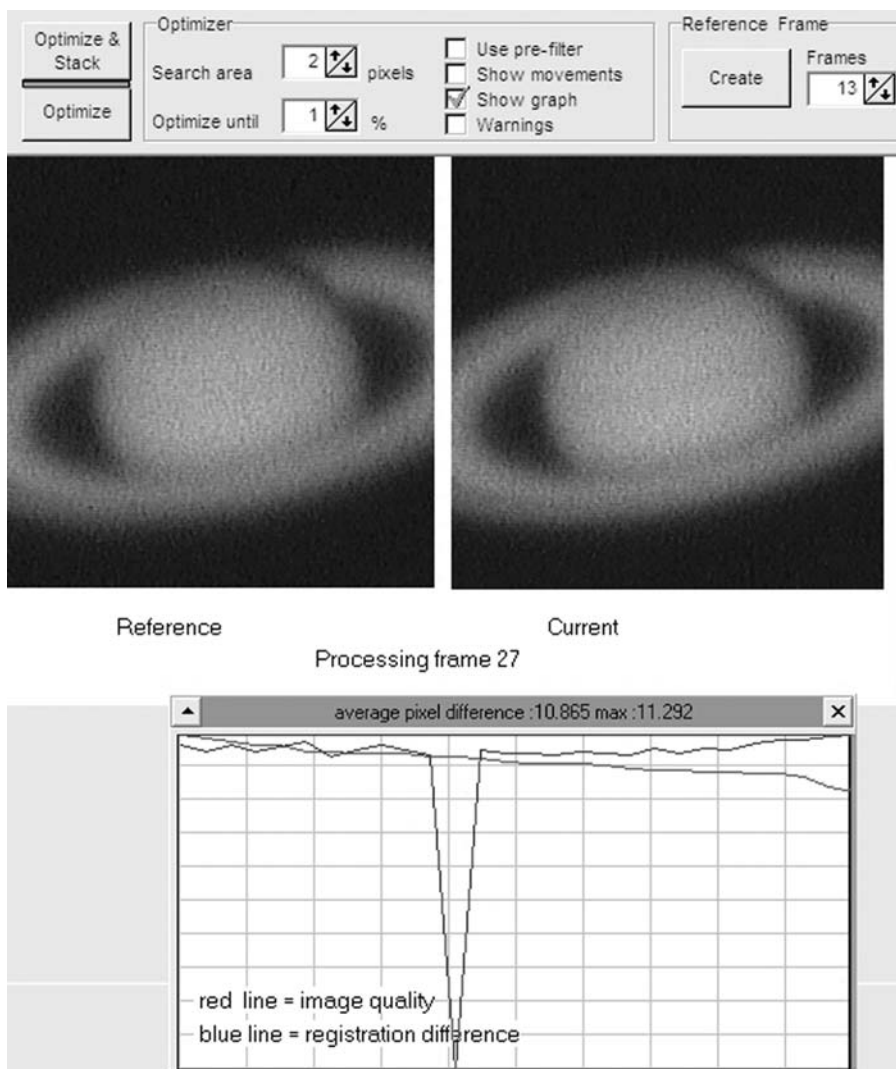 Optimize &
Stack
Optimize
Optimizer
Search area 2 pixels
Optimize until 1 %
Use pre-filter
Show movements
Show graph
Warnings
Reference Frame
Create
Frames
13
Reference
Current
Processing frame 27
average pixel difference :10.865 max :11.292
red line = image quality
blue line = registration difference